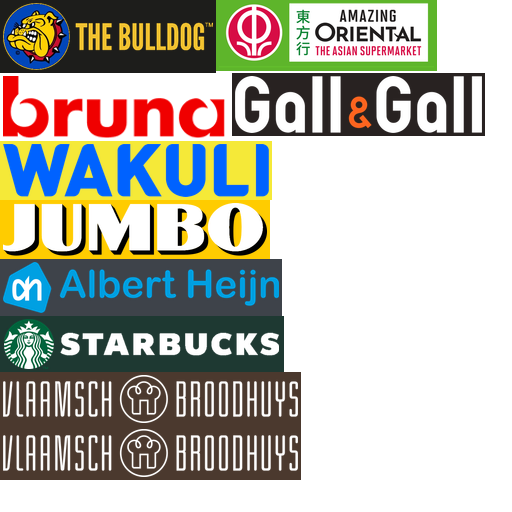 THE BULLDOG™
東方行
AMAZING
ORIENTAL
THE ASIAN SUPERMARKET
bruna
Gall&Gall
WAKULI
JUMBO
ah Albert Heijn
STARBUCKS
VLAAMSCH BROODHUYS
VLAAMSCH BROODHUYS